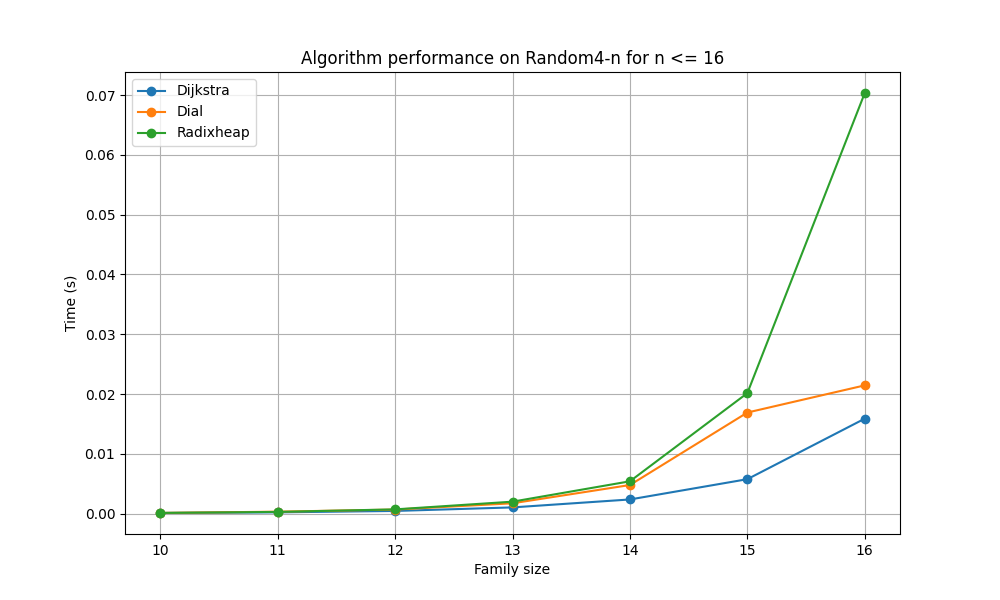 Algorithm performance on Random4-n for n <= 16
Dijkstra
Dial
Radixheap
0.07
0.06
0.05
0.04
0.03
0.02
0.01
0.00
Time (s)
10 11 12 13 14 15 16
Family size